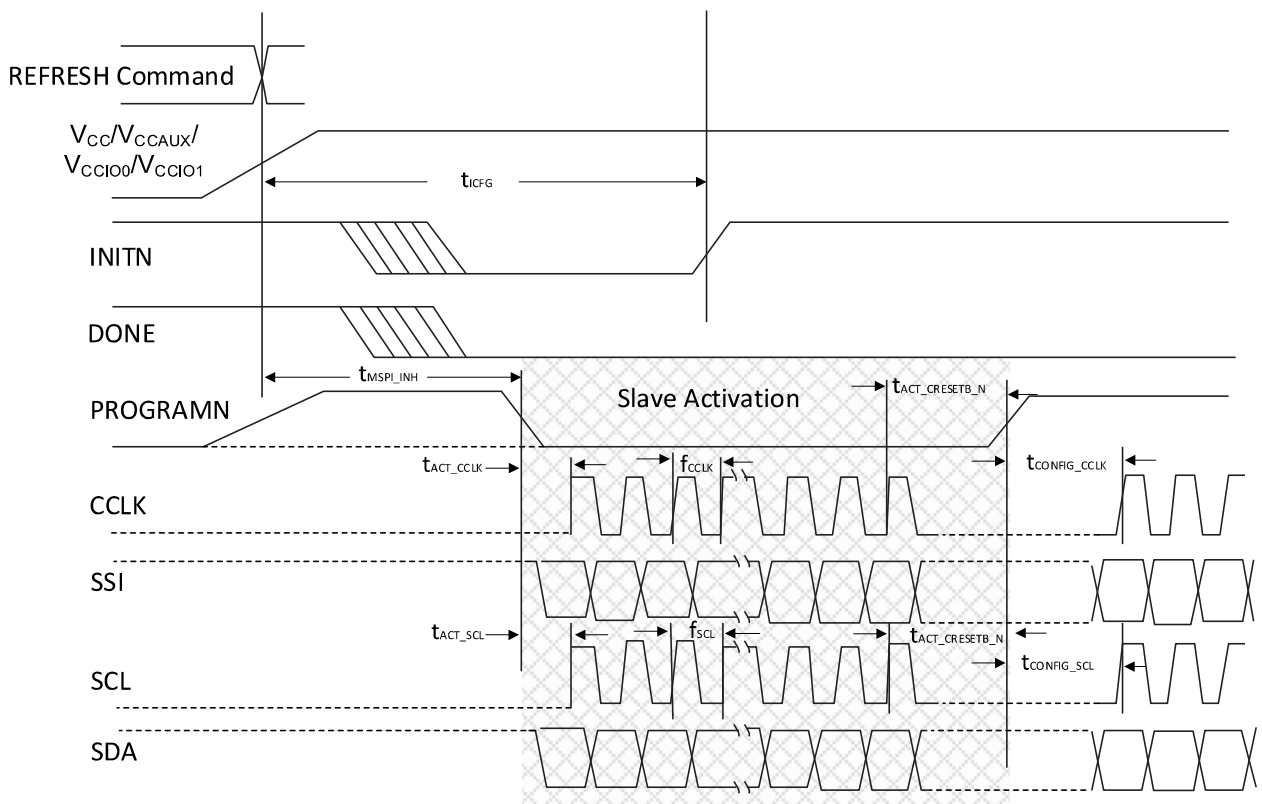 REFRESH Command
VCC/VCCAUX/
VCCIO0/VCCIO1
tICFG
INITN
DONE
tMSPI_INH
Slave Activation
tACT_CRESETB_N
PROGRAMN
tACT_CCLK
fCCLK
tCONFIG_CCLK
CCLK
SSI
tACT_SCL
fSCL
tACT_CRESETB_N
tCONFIG_SCL
SCL
SDA